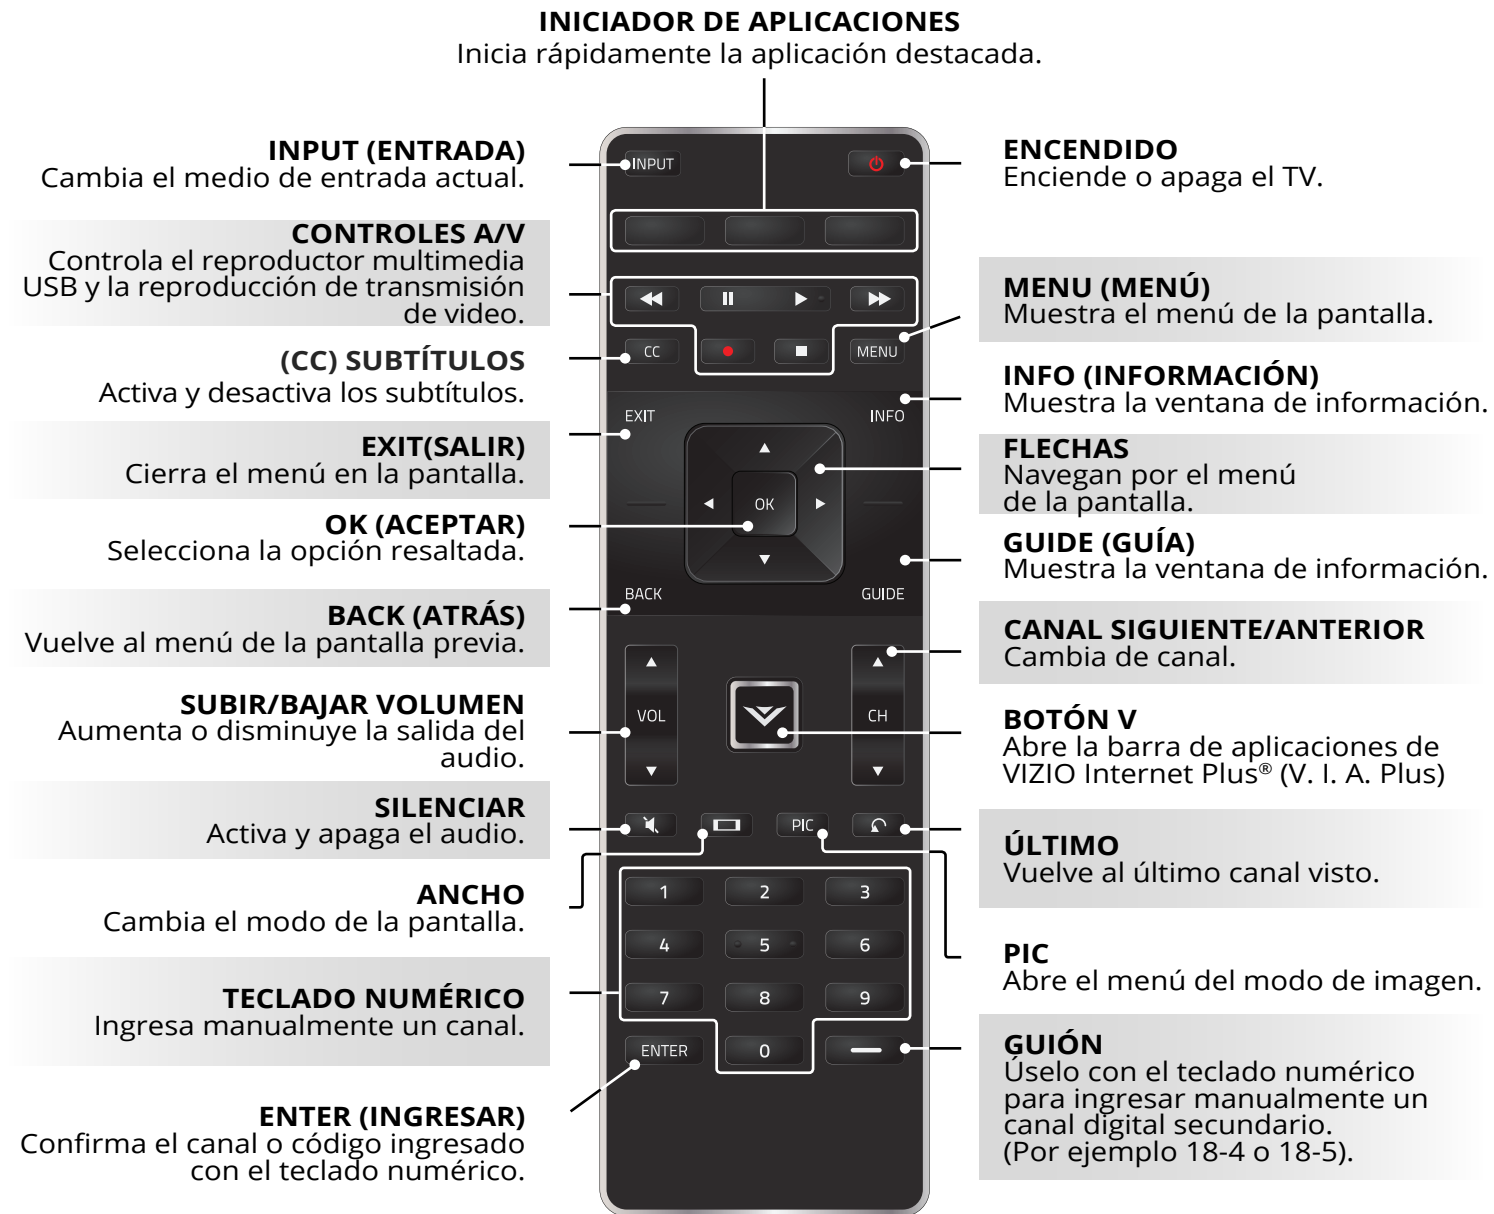 INICIADOR DE APLICACIONES
Inicia rápidamente la aplicación destacada.
INPUT (ENTRADA)
Cambia el medio de entrada actual.
CONTROLES A/V
Controla el reproductor multimedia
USB y la reproducción de transmisión
de video.
(CC) SUBTÍTULOS
Activa y desactiva los subtítulos.
EXIT(SALIR)
Cierra el menú en la pantalla.
OK (ACEPTAR)
Selecciona la opción resaltada.
BACK (ATRÁS)
Vuelve al menú de la pantalla previa.
SUBIR/BAJAR VOLUMEN
Aumenta o disminuye la salida del
audio.
SILENCIAR
Activa y apaga el audio.
ANCHO
Cambia el modo de la pantalla.
TECLADO NUMÉRICO
Ingresa manualmente un canal.
ENTER (INGRESAR)
Confirma el canal o código ingresado
con el teclado numérico.
INPUT
CC
MENU
EXIT
INFO
OK
BACK
GUIDE
VOL
CH
PIC
1 2 3
4 5 6
7 8 9
ENTER 0
ENCENDIDO
Enciende o apaga el TV.
MENU (MENÚ)
Muestra el menú de la pantalla.
INFO (INFORMACIÓN)
Muestra la ventana de información.
FLECHAS
Navegan por el menú
de la pantalla.
GUIDE (GUÍA)
Muestra la ventana de información.
CANAL SIGUIENTE/ANTERIOR
Cambia de canal.
BOTÓN V
Abre la barra de aplicaciones de
VIZIO Internet Plus® (V. I. A. Plus)
ÚLTIMO
Vuelve al último canal visto.
PIC
Abre el menú del modo de imagen.
GUIÓN
Úselo con el teclado numérico
para ingresar manualmente un
canal digital secundario.
(Por ejemplo 18-4 o 18-5).